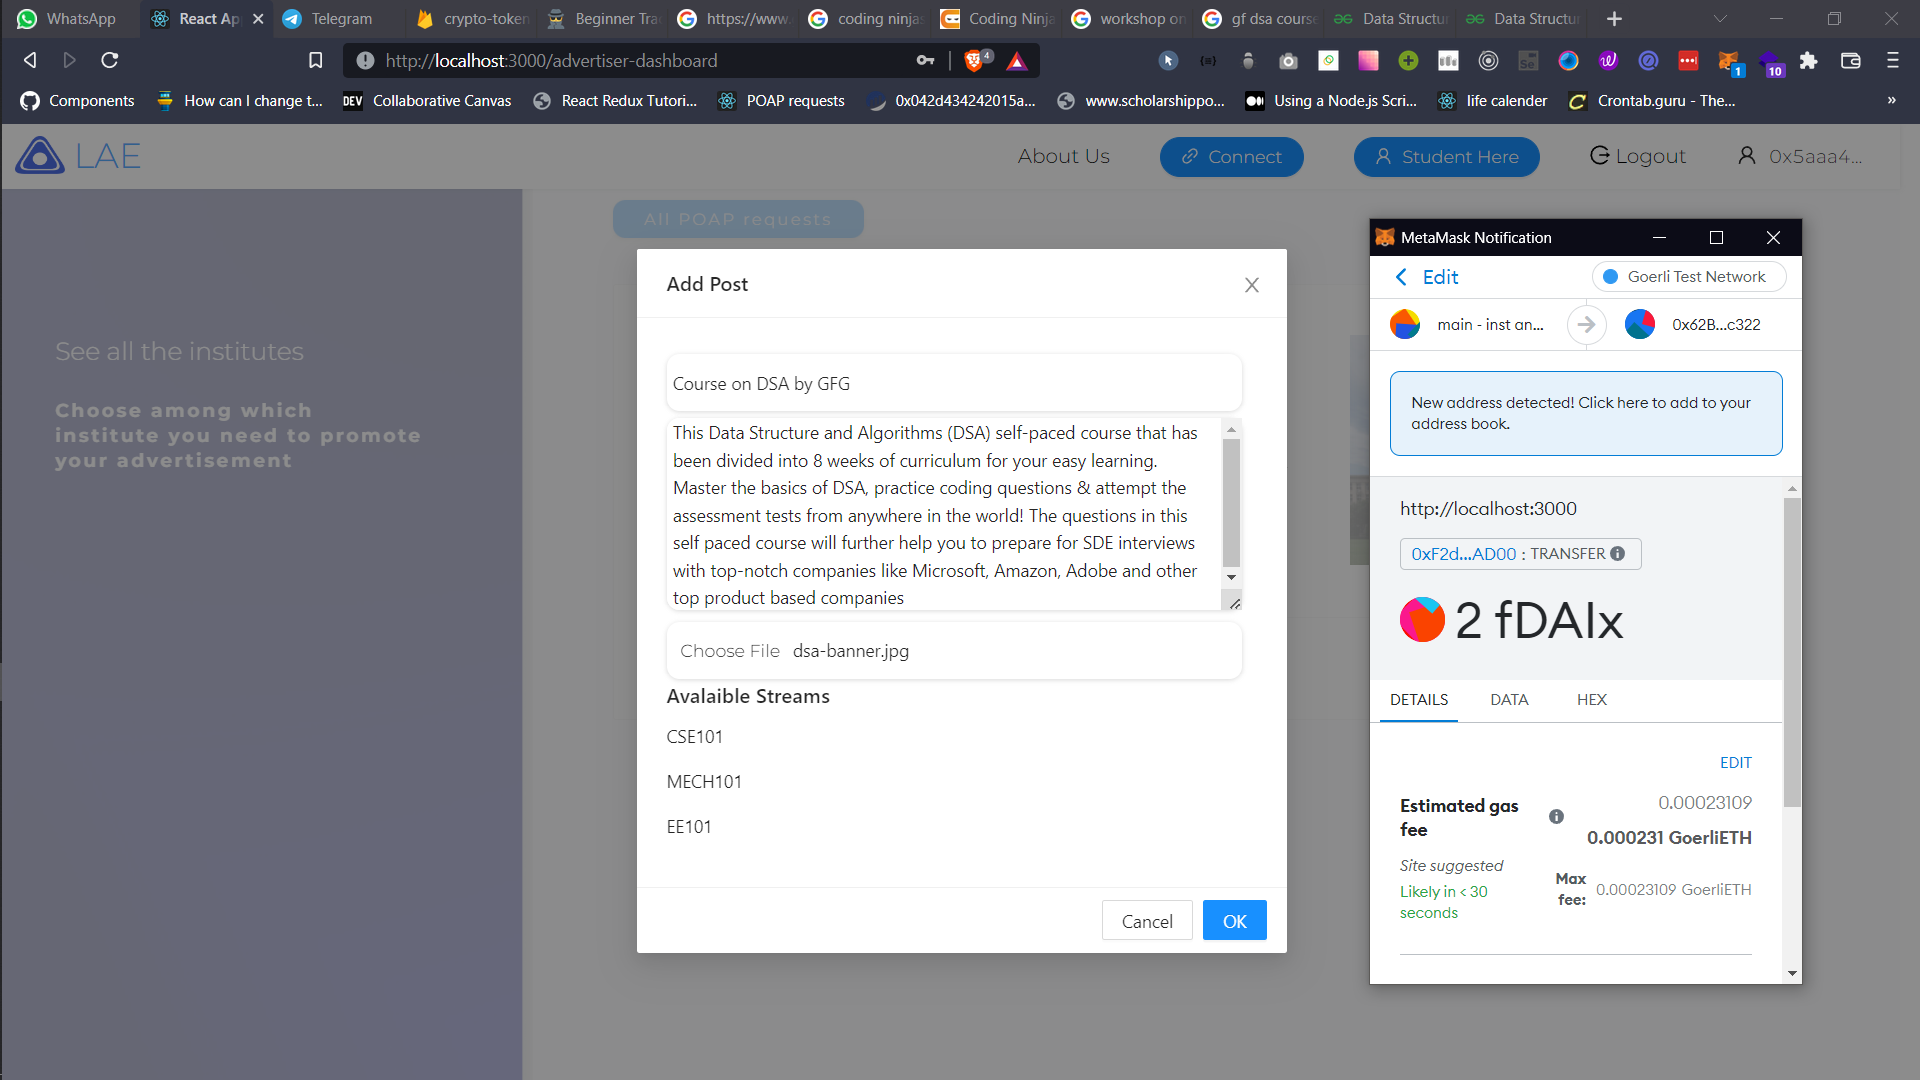 WhatsApp
React Ap
Telegram
crypto-token
Beginner Tra
https://www.
coding ninjas
Coding Ninja
workshop on
gf dsa course
Data Structur
Data Structur
http://localhost:3000/advertiser-dashboard
4
1
10
Components
How can I change t...
DEV Collaborative Canvas
React Redux Tutori...
POAP requests
0x042d434242015a...
www.scholarshippo...
Using a Node.js Scri...
life calender
Crontab.guru - The...
»
LAE
About Us
Connect
Student Here
Logout
0x5aaa4...
All POAP requests
See all the institutes
Choose among which
institute you need to promote
your advertisement
Add Post
Course on DSA by GFG
This Data Structure and Algorithms (DSA) self-paced course that has
been divided into 8 weeks of curriculum for your easy learning.
Master the basics of DSA, practice coding questions & attempt the
assessment tests from anywhere in the world! The questions in this
self paced course will further help you to prepare for SDE interviews
with top-notch companies like Microsoft, Amazon, Adobe and other
top product based companies
Choose File dsa-banner.jpg
Avalaible Streams
CSE101
MECH101
EE101
Cancel
OK
MetaMask Notification
Edit
Goerli Test Network
main - inst an...
0x62B...c322
New address detected! Click here to add to your
address book.
http://localhost:3000
0xF2d...AD00 : TRANSFER
2 fDAIx
DETAILS
DATA
HEX
EDIT
Estimated gas
fee
0.00023109
0.000231 GoerliETH
Site suggested
Likely in < 30
seconds
Max
fee:
0.00023109 GoerliETH